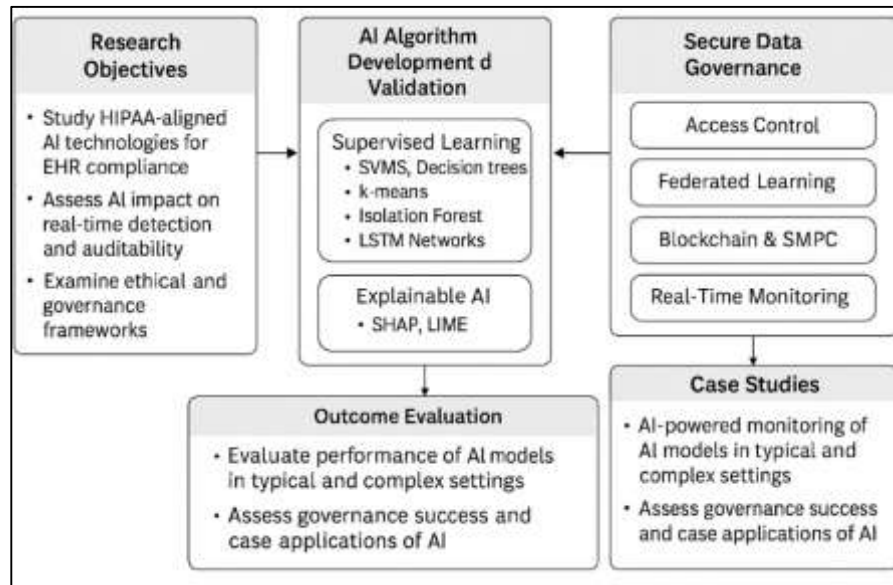 Research
Objectives
• Study HIPAA-aligned
AI technologies for
EHR compliance
• Assess AI impact on
real-time detection
and auditability
• Examine ethical and
governance
frameworks
AI Algorithm
Development d
Validation
Supervised Learning
• SVMS, Decision trees
• k-means
• Isolation Forest
• LSTM Networks
Explainable AI
• SHAP, LIME
Secure Data
Governance
Access Control
Federated Learning
Blockchain & SMPC
Real-Time Monitoring
Outcome Evaluation
• Evaluate performance of AI models
in typical and complex settings
• Assess governance success and
case applications of AI
Case Studies
• AI-powered monitoring of
AI models in typical and
complex settings
• Assess governance success
and case applications of AI